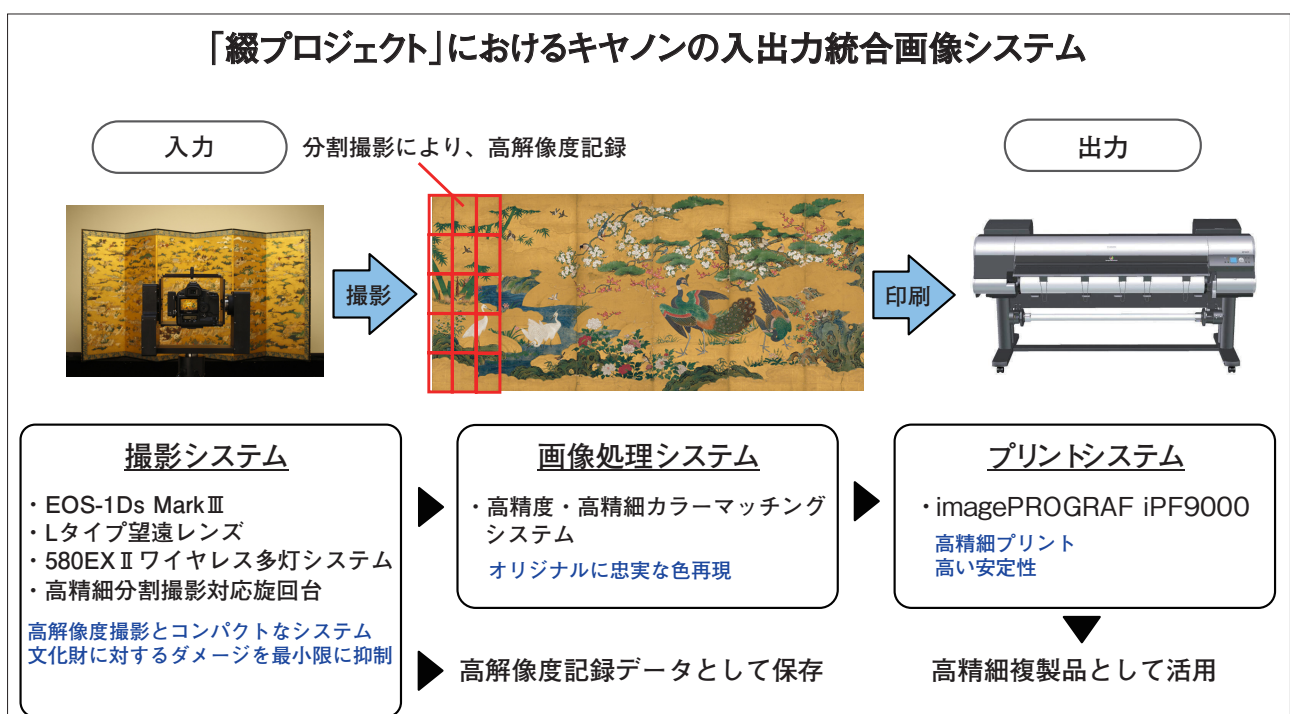 「綴プロジェクト」におけるキヤノンの入出力統合画像システム
入力
分割撮影により、高解像度記録
出力
撮影
印刷
撮影システム
・EOS-1Ds MarkⅢ
・Lタイプ望遠レンズ
・580EXⅡワイヤレス多灯システム
・高精細分割撮影対応旋回台
高解像度撮影とコンパクトなシステム
文化財に対するダメージを最小限に抑制
画像処理システム
・高精度・高精細カラーマッチング
システム
オリジナルに忠実な色再現
プリントシステム
・imagePROGRAF iPF9000
高精細プリント
高い安定性
高解像度記録データとして保存
高精細複製品として活用